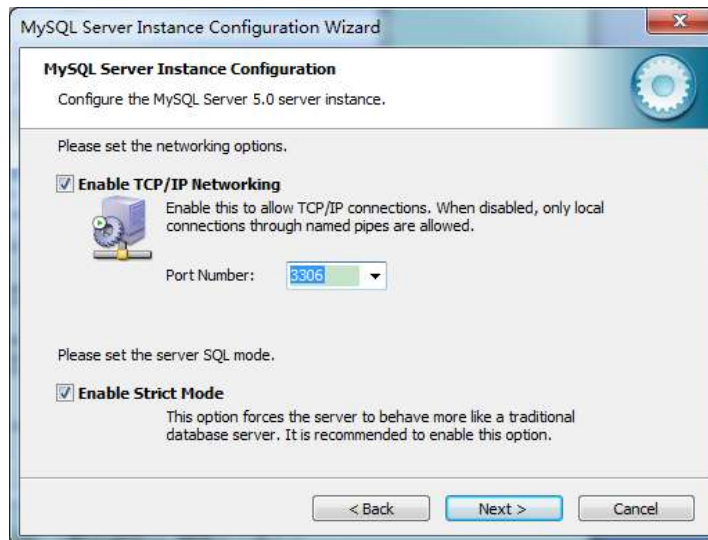 MySQL Server Instance Configuration Wizard
MySQL Server Instance Configuration
Configure the MySQL Server 5.0 server instance.
Please set the networking options.
Enable TCP/IP Networking
Enable this to allow TCP/IP connections. When disabled, only local
connections through named pipes are allowed.
Port Number: 3306
Please set the server SQL mode.
Enable Strict Mode
This option forces the server to behave more like a traditional
database server. It is recommended to enable this option.
< Back Next > Cancel